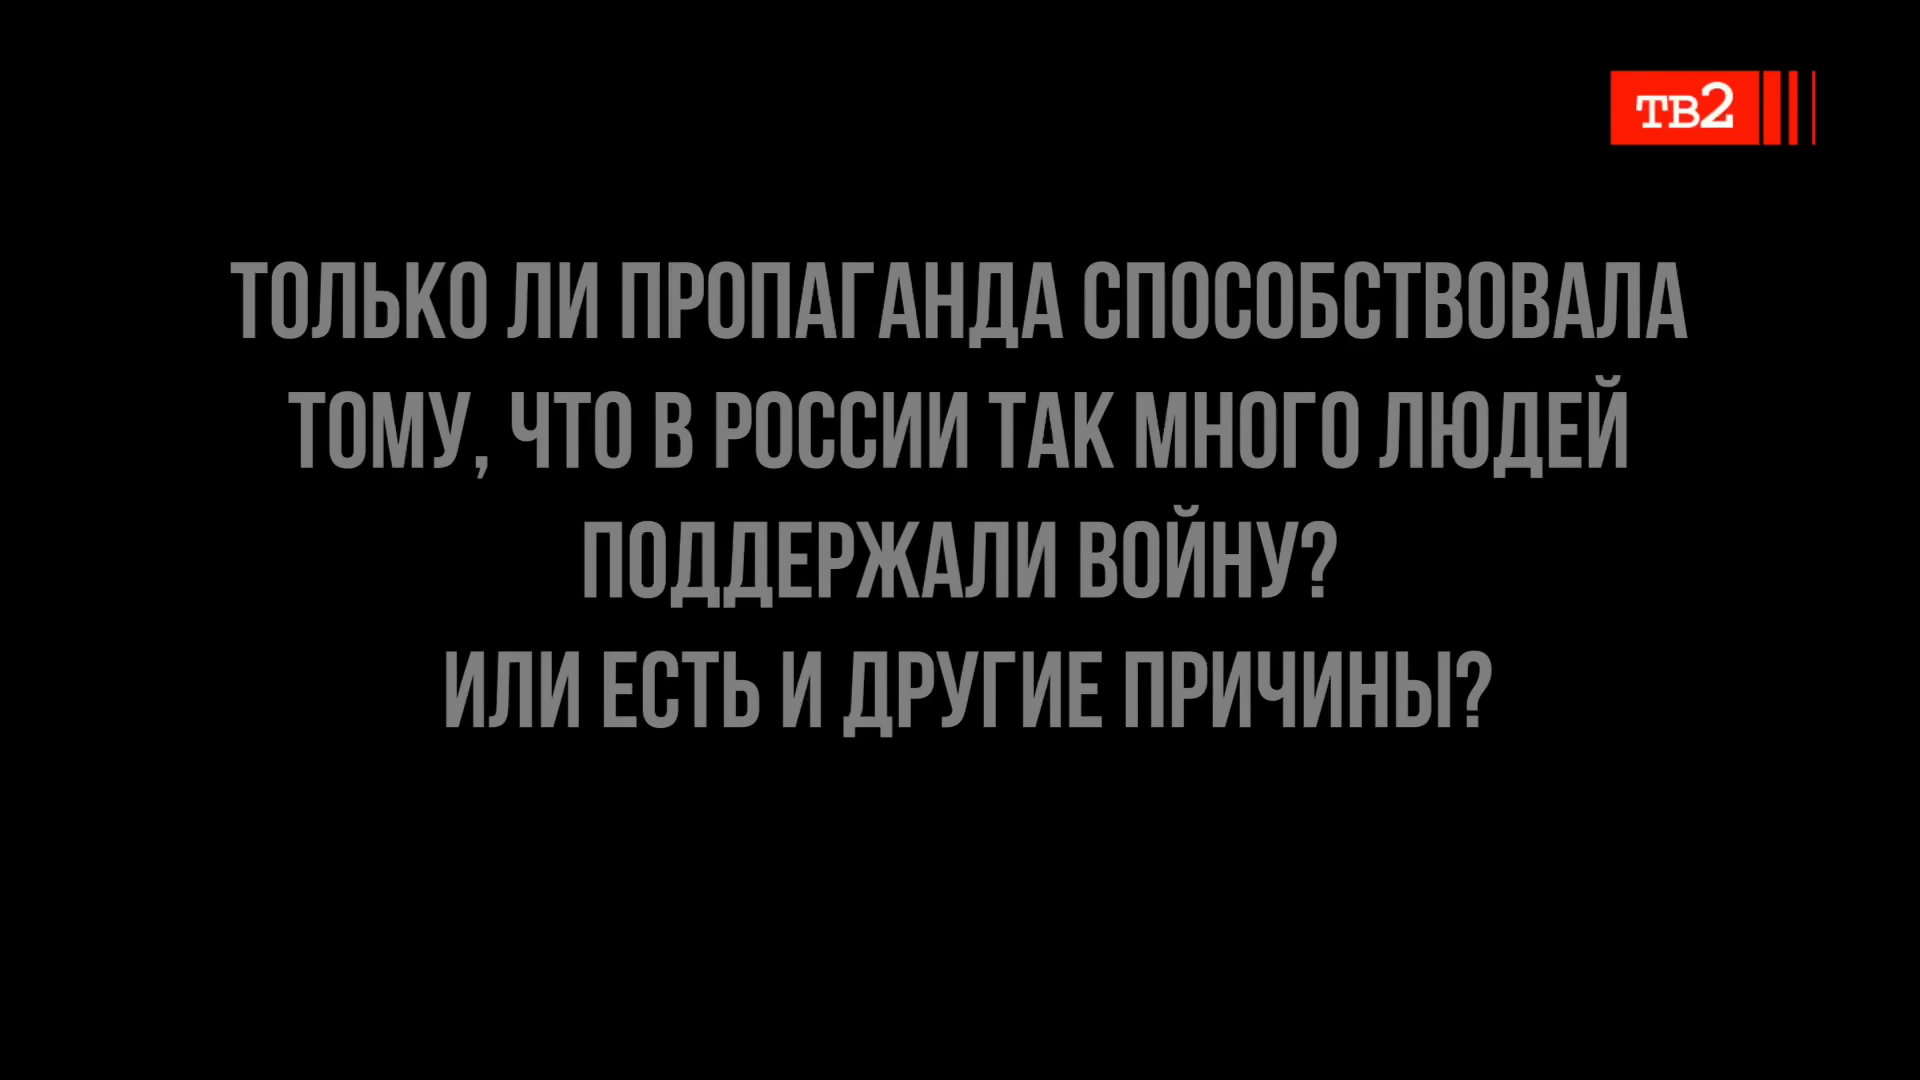 ТВ2
ТОЛЬКО ЛИ ПРОПАГАНДА СПОСОБСТВОВАЛА
ТОМУ, ЧТО В РОССИИ ТАК МНОГО ЛЮДЕЙ
ПОДДЕРЖАЛИ ВОЙНУ?
ИЛИ ЕСТЬ И ДРУГИЕ ПРИЧИНЫ?